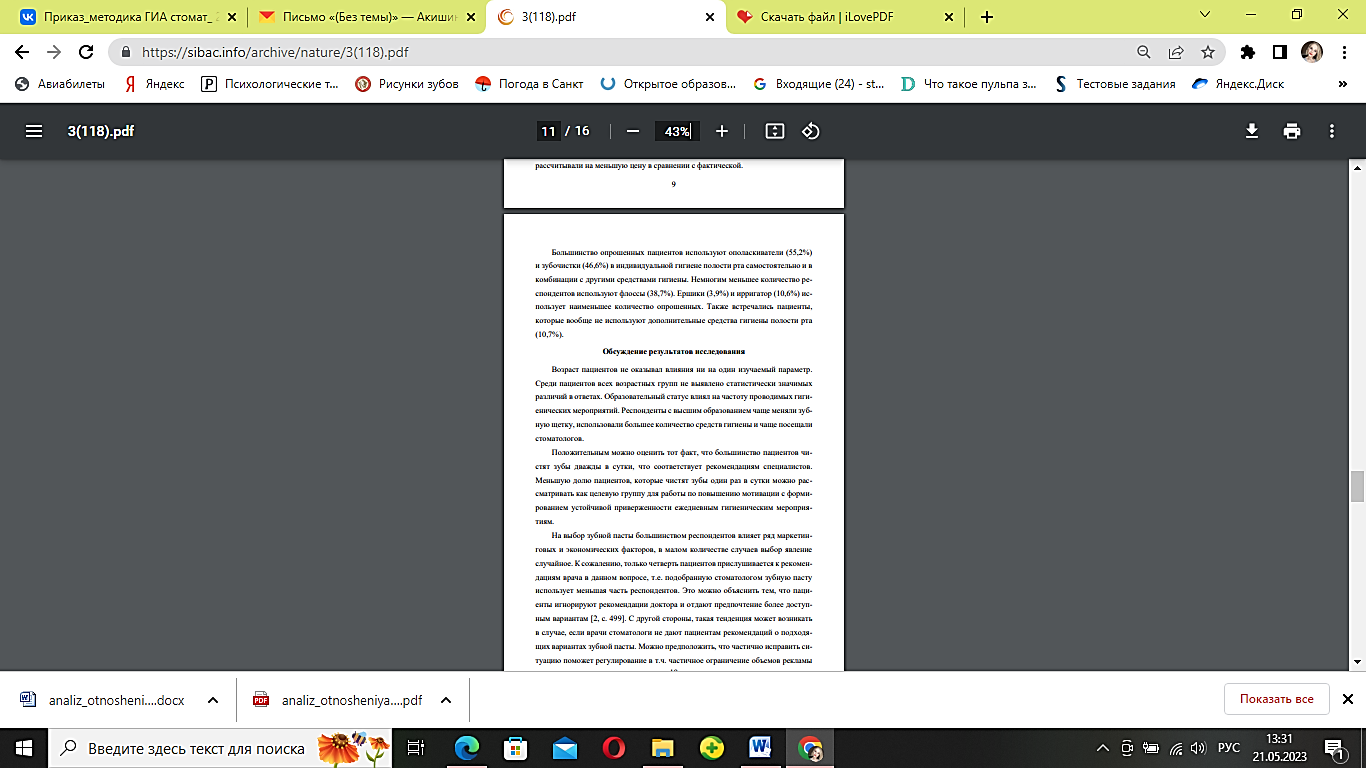 Приказ_методика ГИА стомат_ 2
Письмо «(Без темы)» — Акишин
3(118).pdf
Скачать файл | iLovePDF
https://sibac.info/archive/nature/3(118).pdf
Авиабилеты
Яндекс
Психологические т...
Рисунки зубов
Погода в Санкт
Открытое образов...
Входящие (24) - st...
Что такое пульпа з...
Тестовые задания
Яндекс.Диск
»
3(118).pdf
11 / 16
43%
рассчитывали на меньшую цену в сравнении с фактической.
9
Большинство опрошенных пациентов используют ополаскиватели (55,2%)
и зубочистки (46,6%) в индивидуальной гигиене полости рта самостоятельно и в
комбинации с другими средствами гигиены. Немногим меньшее количество ре-
спондентов используют флоссы (38,7%). Ершики (3,9%) и ирригатор (10,6%) ис-
пользует наименьшее количество опрошенных. Также встречались пациенты,
которые вообще не используют дополнительные средства гигиены полости рта
(10,7%).
Обсуждение результатов исследования
Возраст пациентов не оказывал влияния ни на один изучаемый параметр.
Среди пациентов всех возрастных групп не выявлено статистически значимых
различий в ответах. Образовательный статус влиял на частоту проводимых гиги-
енических мероприятий. Респонденты с высшим образованием чаще меняли зуб-
ную щетку, использовали большее количество средств гигиены и чаще посещали
стоматологов.
Положительным можно оценить тот факт, что большинство пациентов чи-
стят зубы дважды в сутки, что соответствует рекомендациям специалистов.
Меньшую долю пациентов, которые чистят зубы один раз в сутки можно рас-
сматривать как целевую группу для работы по повышению мотивации с форми-
рованием устойчивой приверженности ежедневным гигиеническим мероприя-
тиям.
На выбор зубной пасты большинством респондентов влияет ряд маркетин-
говых и экономических факторов, в малом количестве случаев выбор явление
случайное. К сожалению, только четверть пациентов прислушивается к рекомен-
дациям врача в данном вопросе, т.е. подобранную стоматологом зубную пасту
использует меньшая часть респондентов. Это можно объяснить тем, что паци-
енты игнорируют рекомендации доктора и отдают предпочтение более доступ-
ным вариантам [2, с. 499]. С другой стороны, такая тенденция может возникать
в случае, если врачи стоматологи не дают пациентам рекомендаций о подходя-
щих вариантах зубной пасты. Можно предположить, что частично исправить си-
туацию поможет регулирование в т.ч. частичное ограничение объемов рекламы
analiz_otnosheni....docx
analiz_otnosheniya....pdf
Показать все
Введите здесь текст для поиска
РУС
13:31
21.05.2023
1